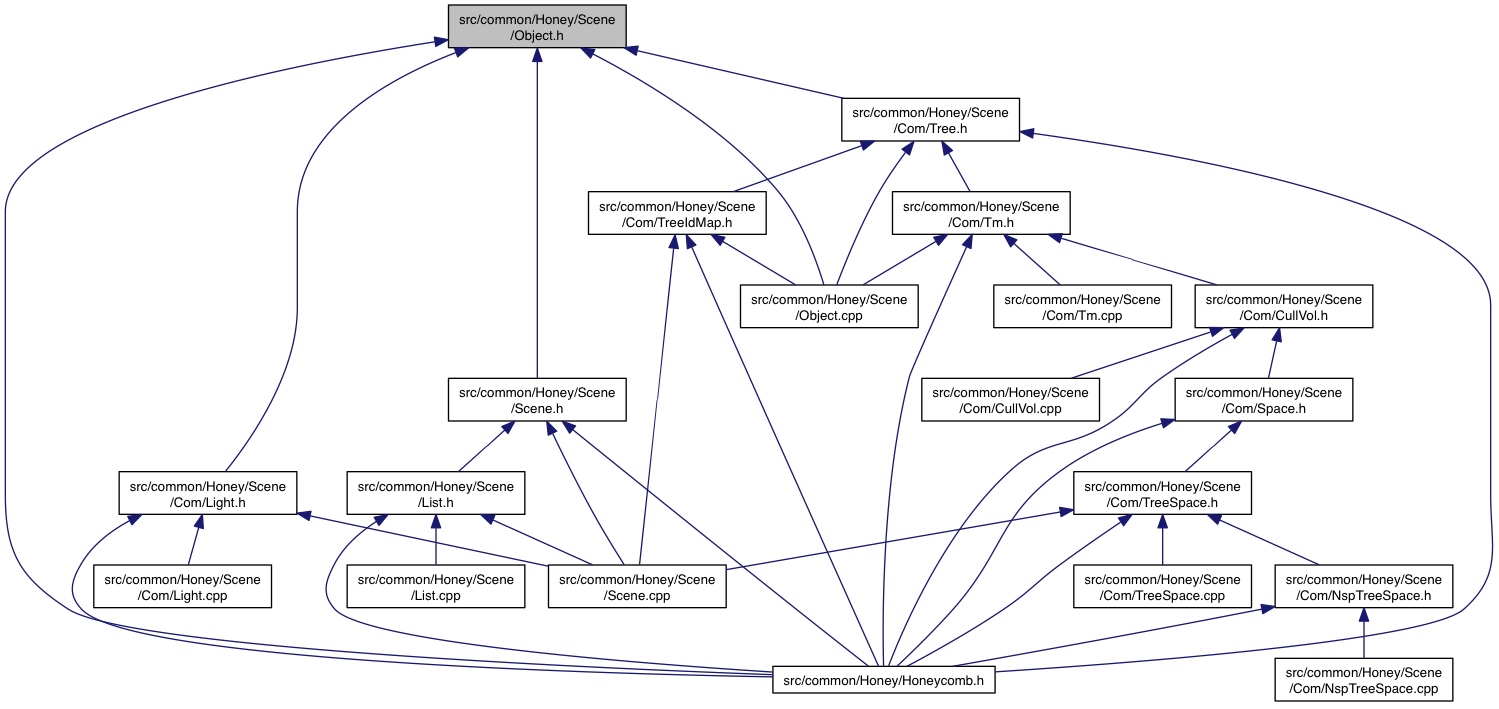 src/common/Honey/Scene
/Object.h
src/common/Honey/Scene
/Com/Tree.h
src/common/Honey/Scene
/Com/TreeIdMap.h
src/common/Honey/Scene
/Com/Tm.h
src/common/Honey/Scene
/Object.cpp
src/common/Honey/Scene
/Com/Tm.cpp
src/common/Honey/Scene
/Com/CullVol.h
src/common/Honey/Scene
/Scene.h
src/common/Honey/Scene
/Com/CullVol.cpp
src/common/Honey/Scene
/Com/Space.h
src/common/Honey/Scene
/Com/Light.h
src/common/Honey/Scene
/List.h
src/common/Honey/Scene
/Com/TreeSpace.h
src/common/Honey/Scene
/Com/Light.cpp
src/common/Honey/Scene
/List.cpp
src/common/Honey/Scene
/Scene.cpp
src/common/Honey/Scene
/Com/TreeSpace.cpp
src/common/Honey/Scene
/Com/NspTreeSpace.h
src/common/Honey/Honeycomb.h
src/common/Honey/Scene
/Com/NspTreeSpace.cpp